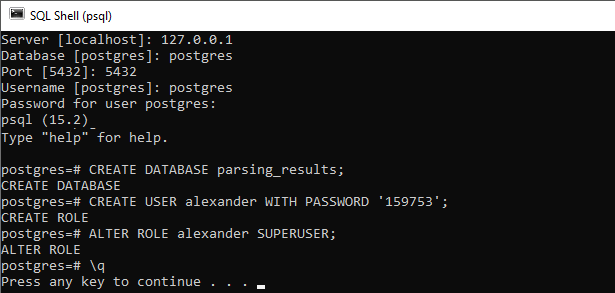 SQL Shell (psql)
Server [localhost]: 127.0.0.1
Database [postgres]: postgres
Port [5432]: 5432
Username [postgres]: postgres
Password for user postgres:
psql (15.2)
Type "help" for help.
postgres=# CREATE DATABASE parsing_results;
CREATE DATABASE
postgres=# CREATE USER alexander WITH PASSWORD '159753';
CREATE ROLE
postgres=# ALTER ROLE alexander SUPERUSER;
ALTER ROLE
postgres=# \q
Press any key to continue . . .